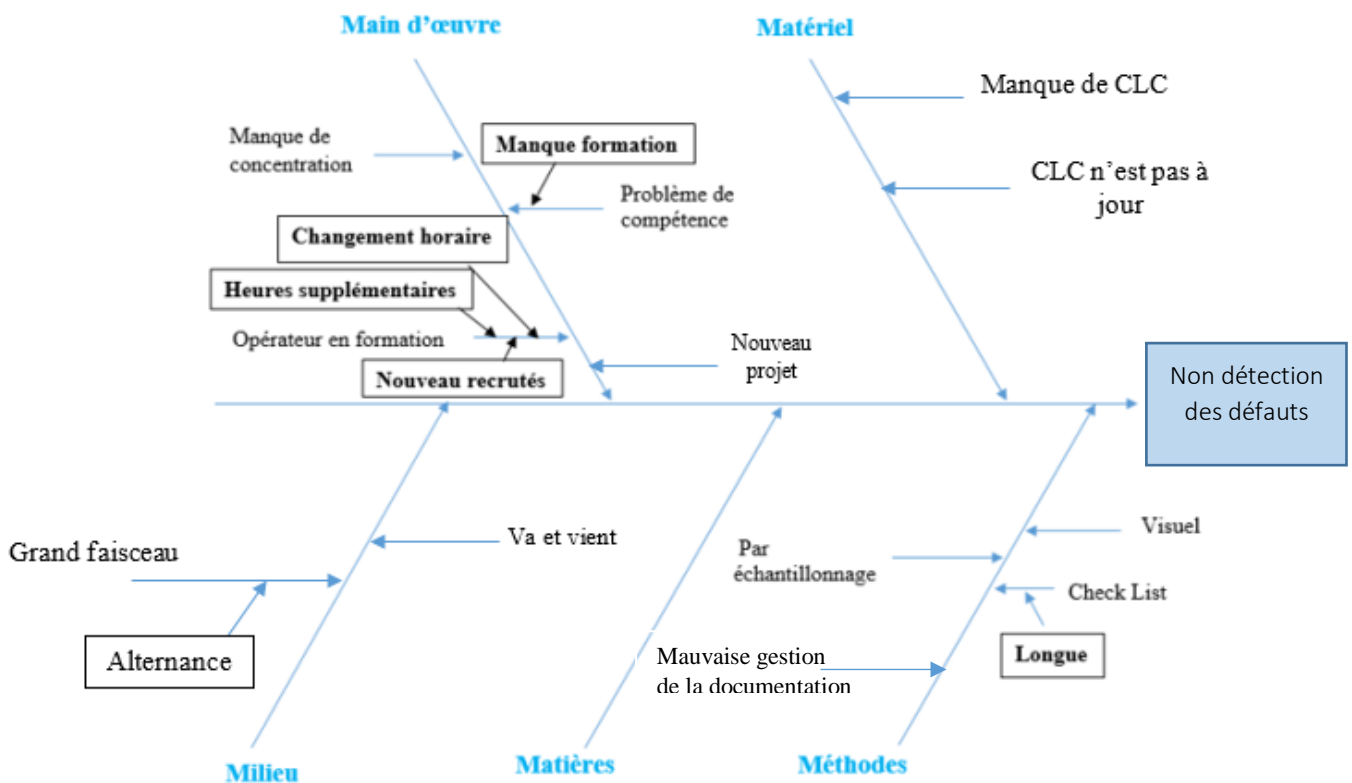 Main d’œuvre
Matériel
Manque de CLC
Manque de
concentration
Manque formation
CLC n’est pas à
jour
Problème de
compétence
Changement horaire
Heures supplémentaires
Opérateur en formation
Nouveau
projet
Nouveau recrutés
Non détection
des défauts
Grand faisceau
Va et vient
Visuel
Par
échantillonnage
Check List
Alternance
Longue
Mauvaise gestion
de la documentation
Milieu
Matières
Méthodes